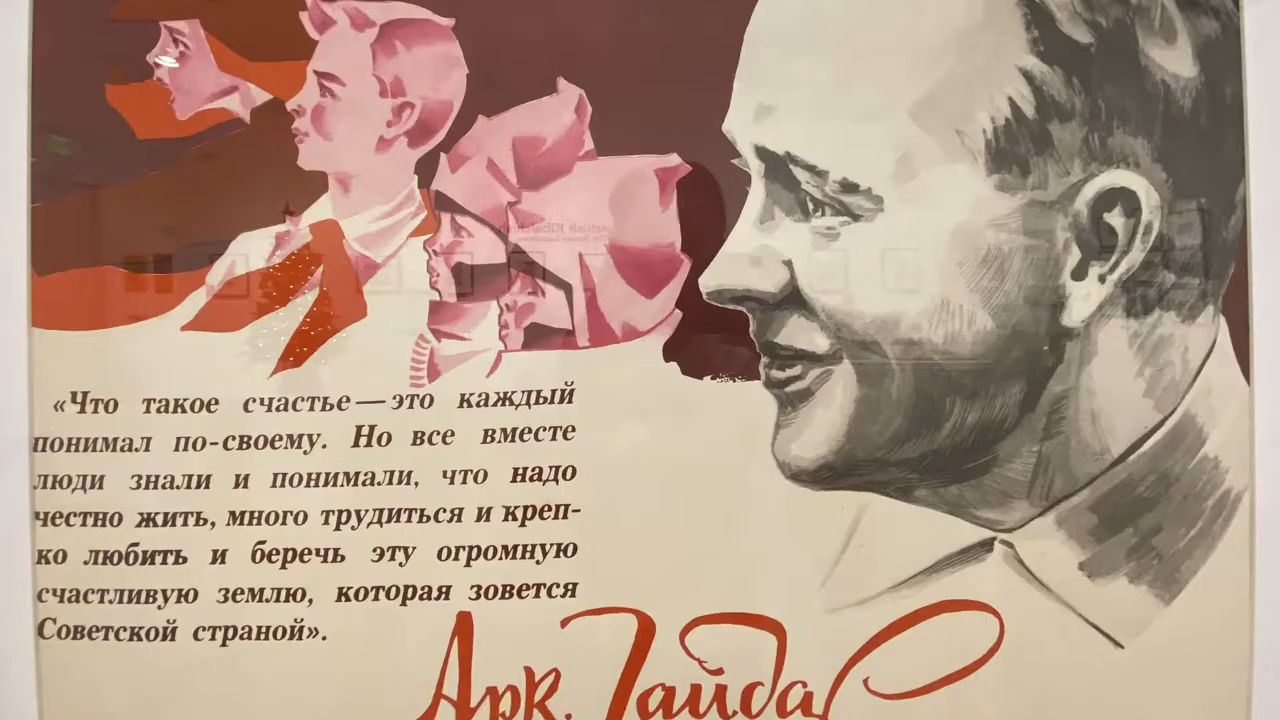 «Что такое счастье — это каждый
понимал по-своему. Но все вместе
люди знали и понимали, что надо
честно жить, много трудиться и креп-
ко любить и беречь эту огромную
счастливую землю, которая зовется
Советской страной».
Арк. Гайдар